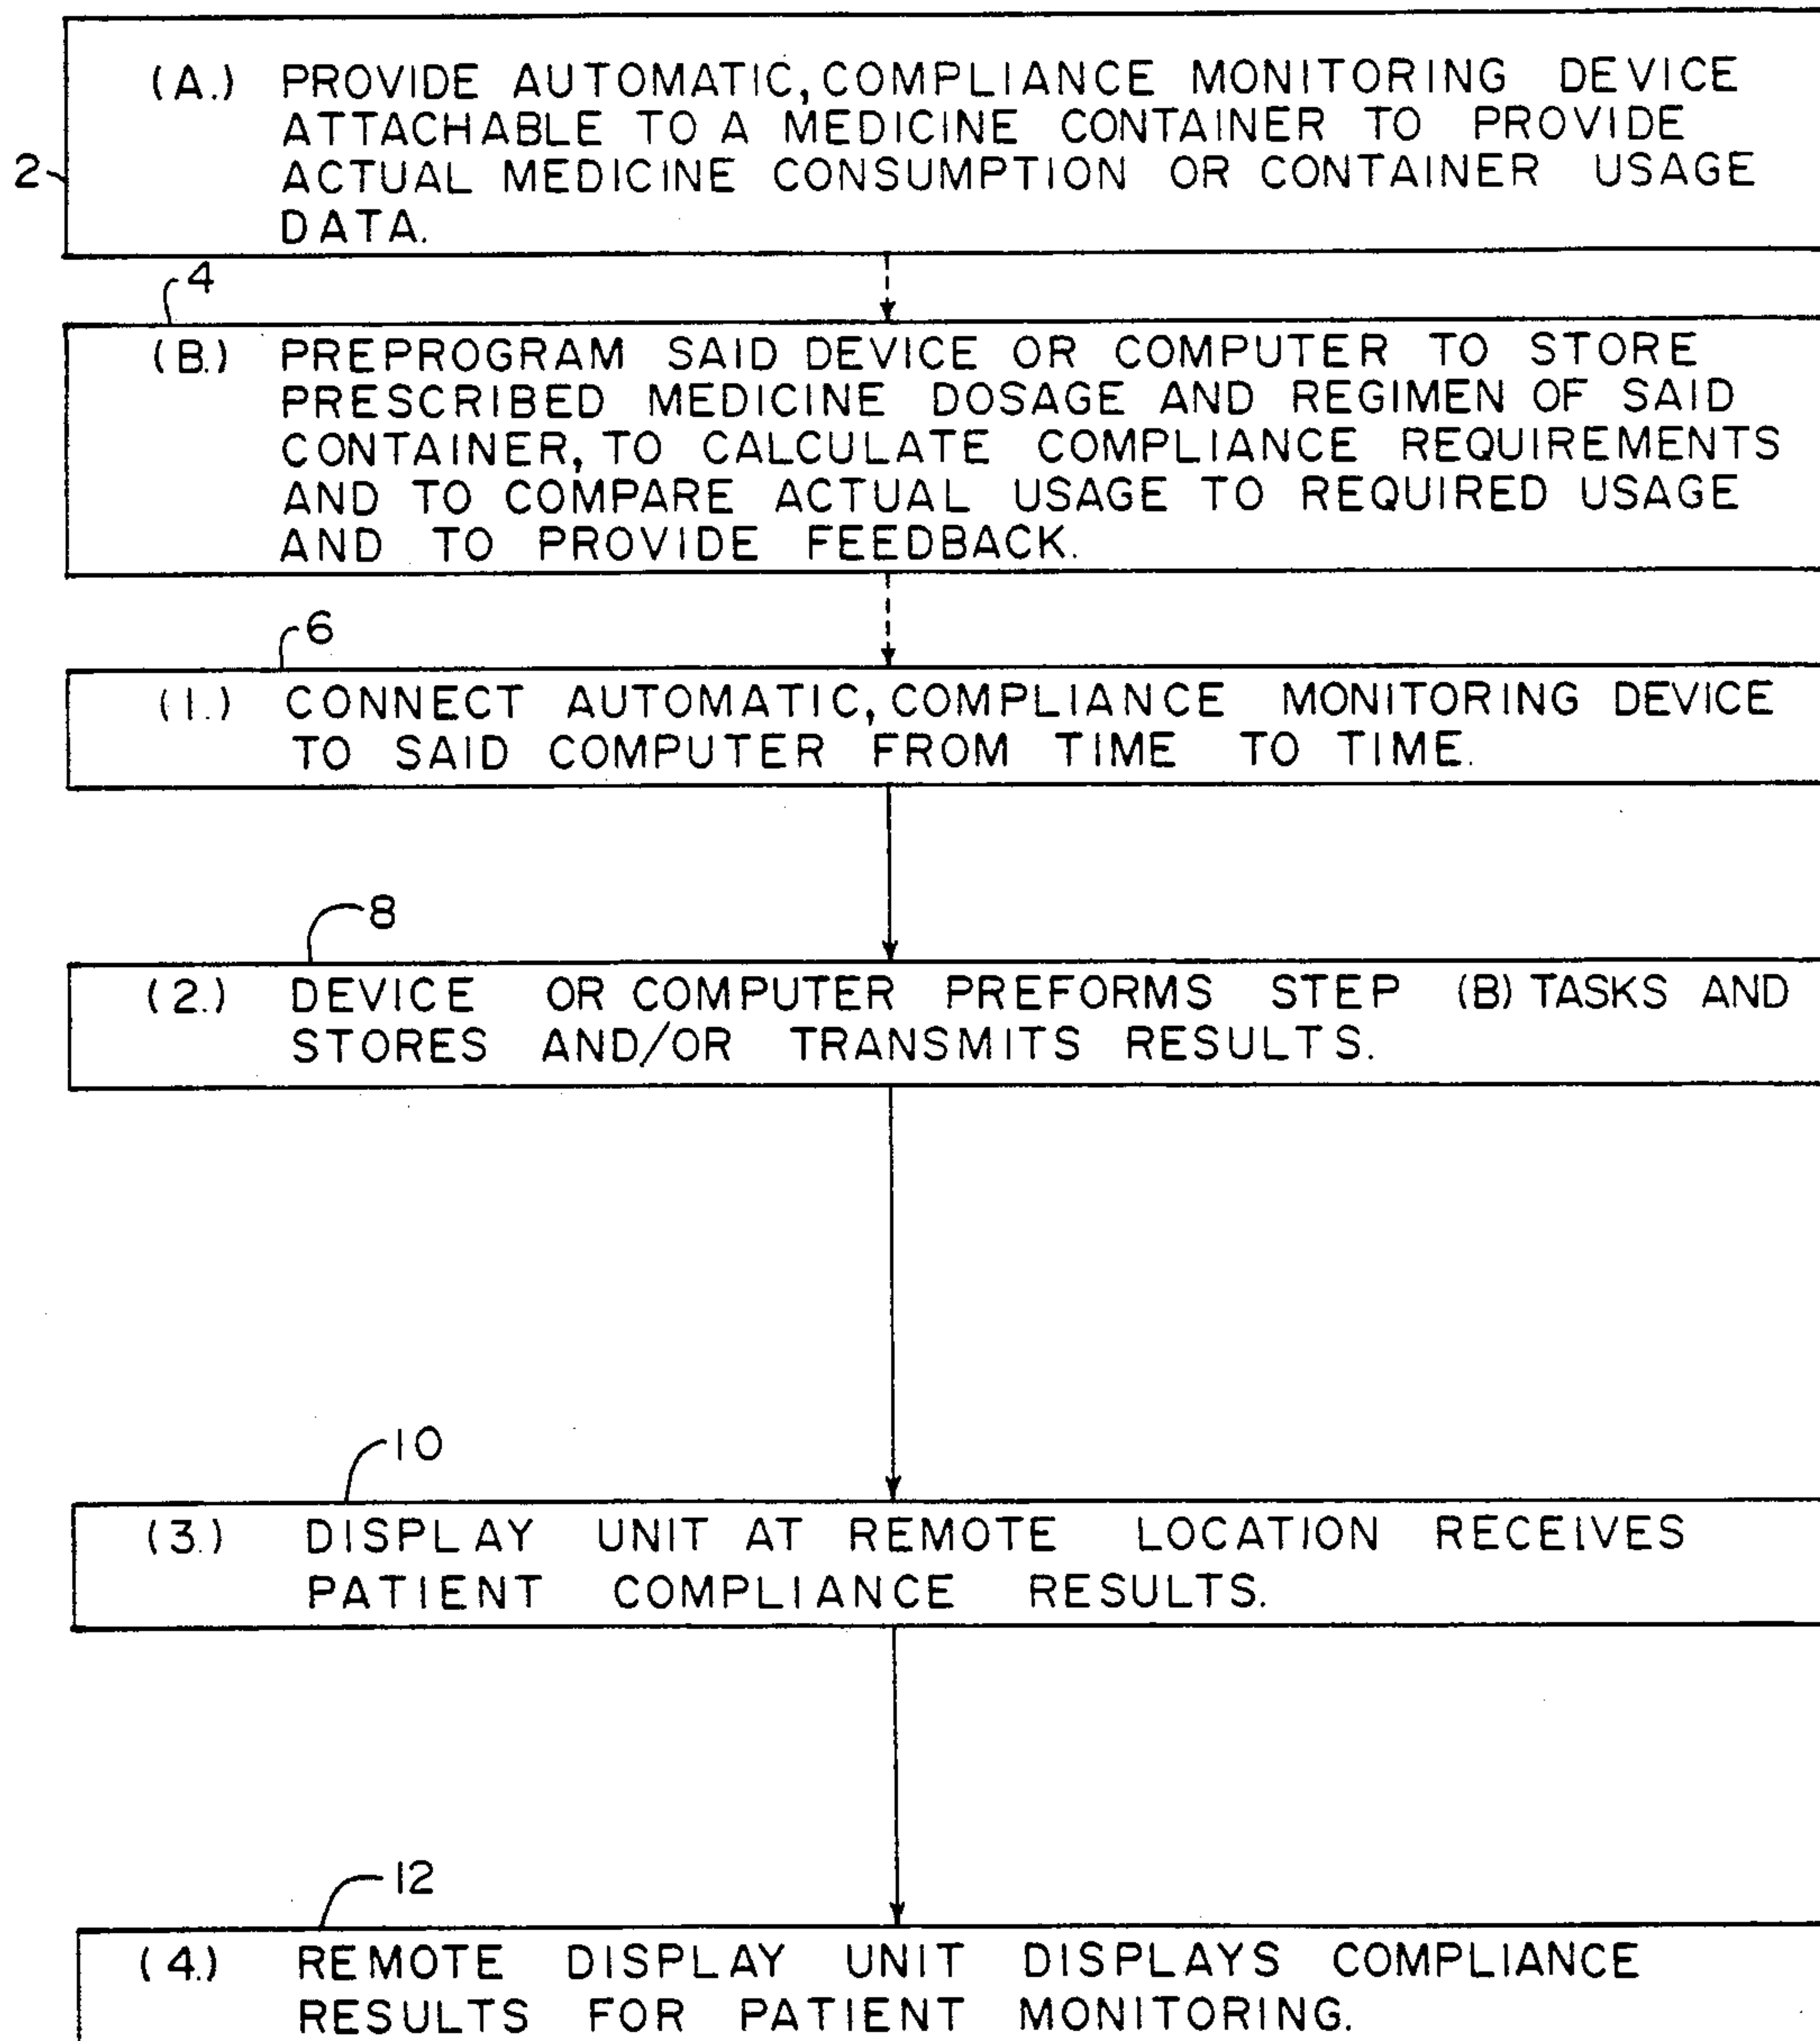 (A.) PROVIDE AUTOMATIC, COMPLIANCE MONITORING DEVICE
ATTACHABLE TO A MEDICINE CONTAINER TO PROVIDE
2
ACTUAL MEDICINE CONSUMPTION OR CONTAINER USAGE
DATA.
4
(B.) PREPROGRAM SAID DEVICE OR COMPUTER TO STORE
PRESCRIBED MEDICINE DOSAGE AND REGIMEN OF SAID
CONTAINER, TO CALCULATE COMPLIANCE REQUIREMENTS
AND TO COMPARE ACTUAL USAGE TO REQUIRED USAGE
AND TO PROVIDE FEEDBACK.
6
(1.) CONNECT AUTOMATIC, COMPLIANCE MONITORING DEVICE
TO SAID COMPUTER FROM TIME TO TIME.
8
(2.) DEVICE OR COMPUTER PREFORMS STEP (B) TASKS AND
STORES AND/OR TRANSMITS RESULTS.
10
(3.) DISPLAY UNIT AT REMOTE LOCATION RECEIVES
PATIENT COMPLIANCE RESULTS.
12
(4.) REMOTE DISPLAY UNIT DISPLAYS COMPLIANCE
RESULTS FOR PATIENT MONITORING.